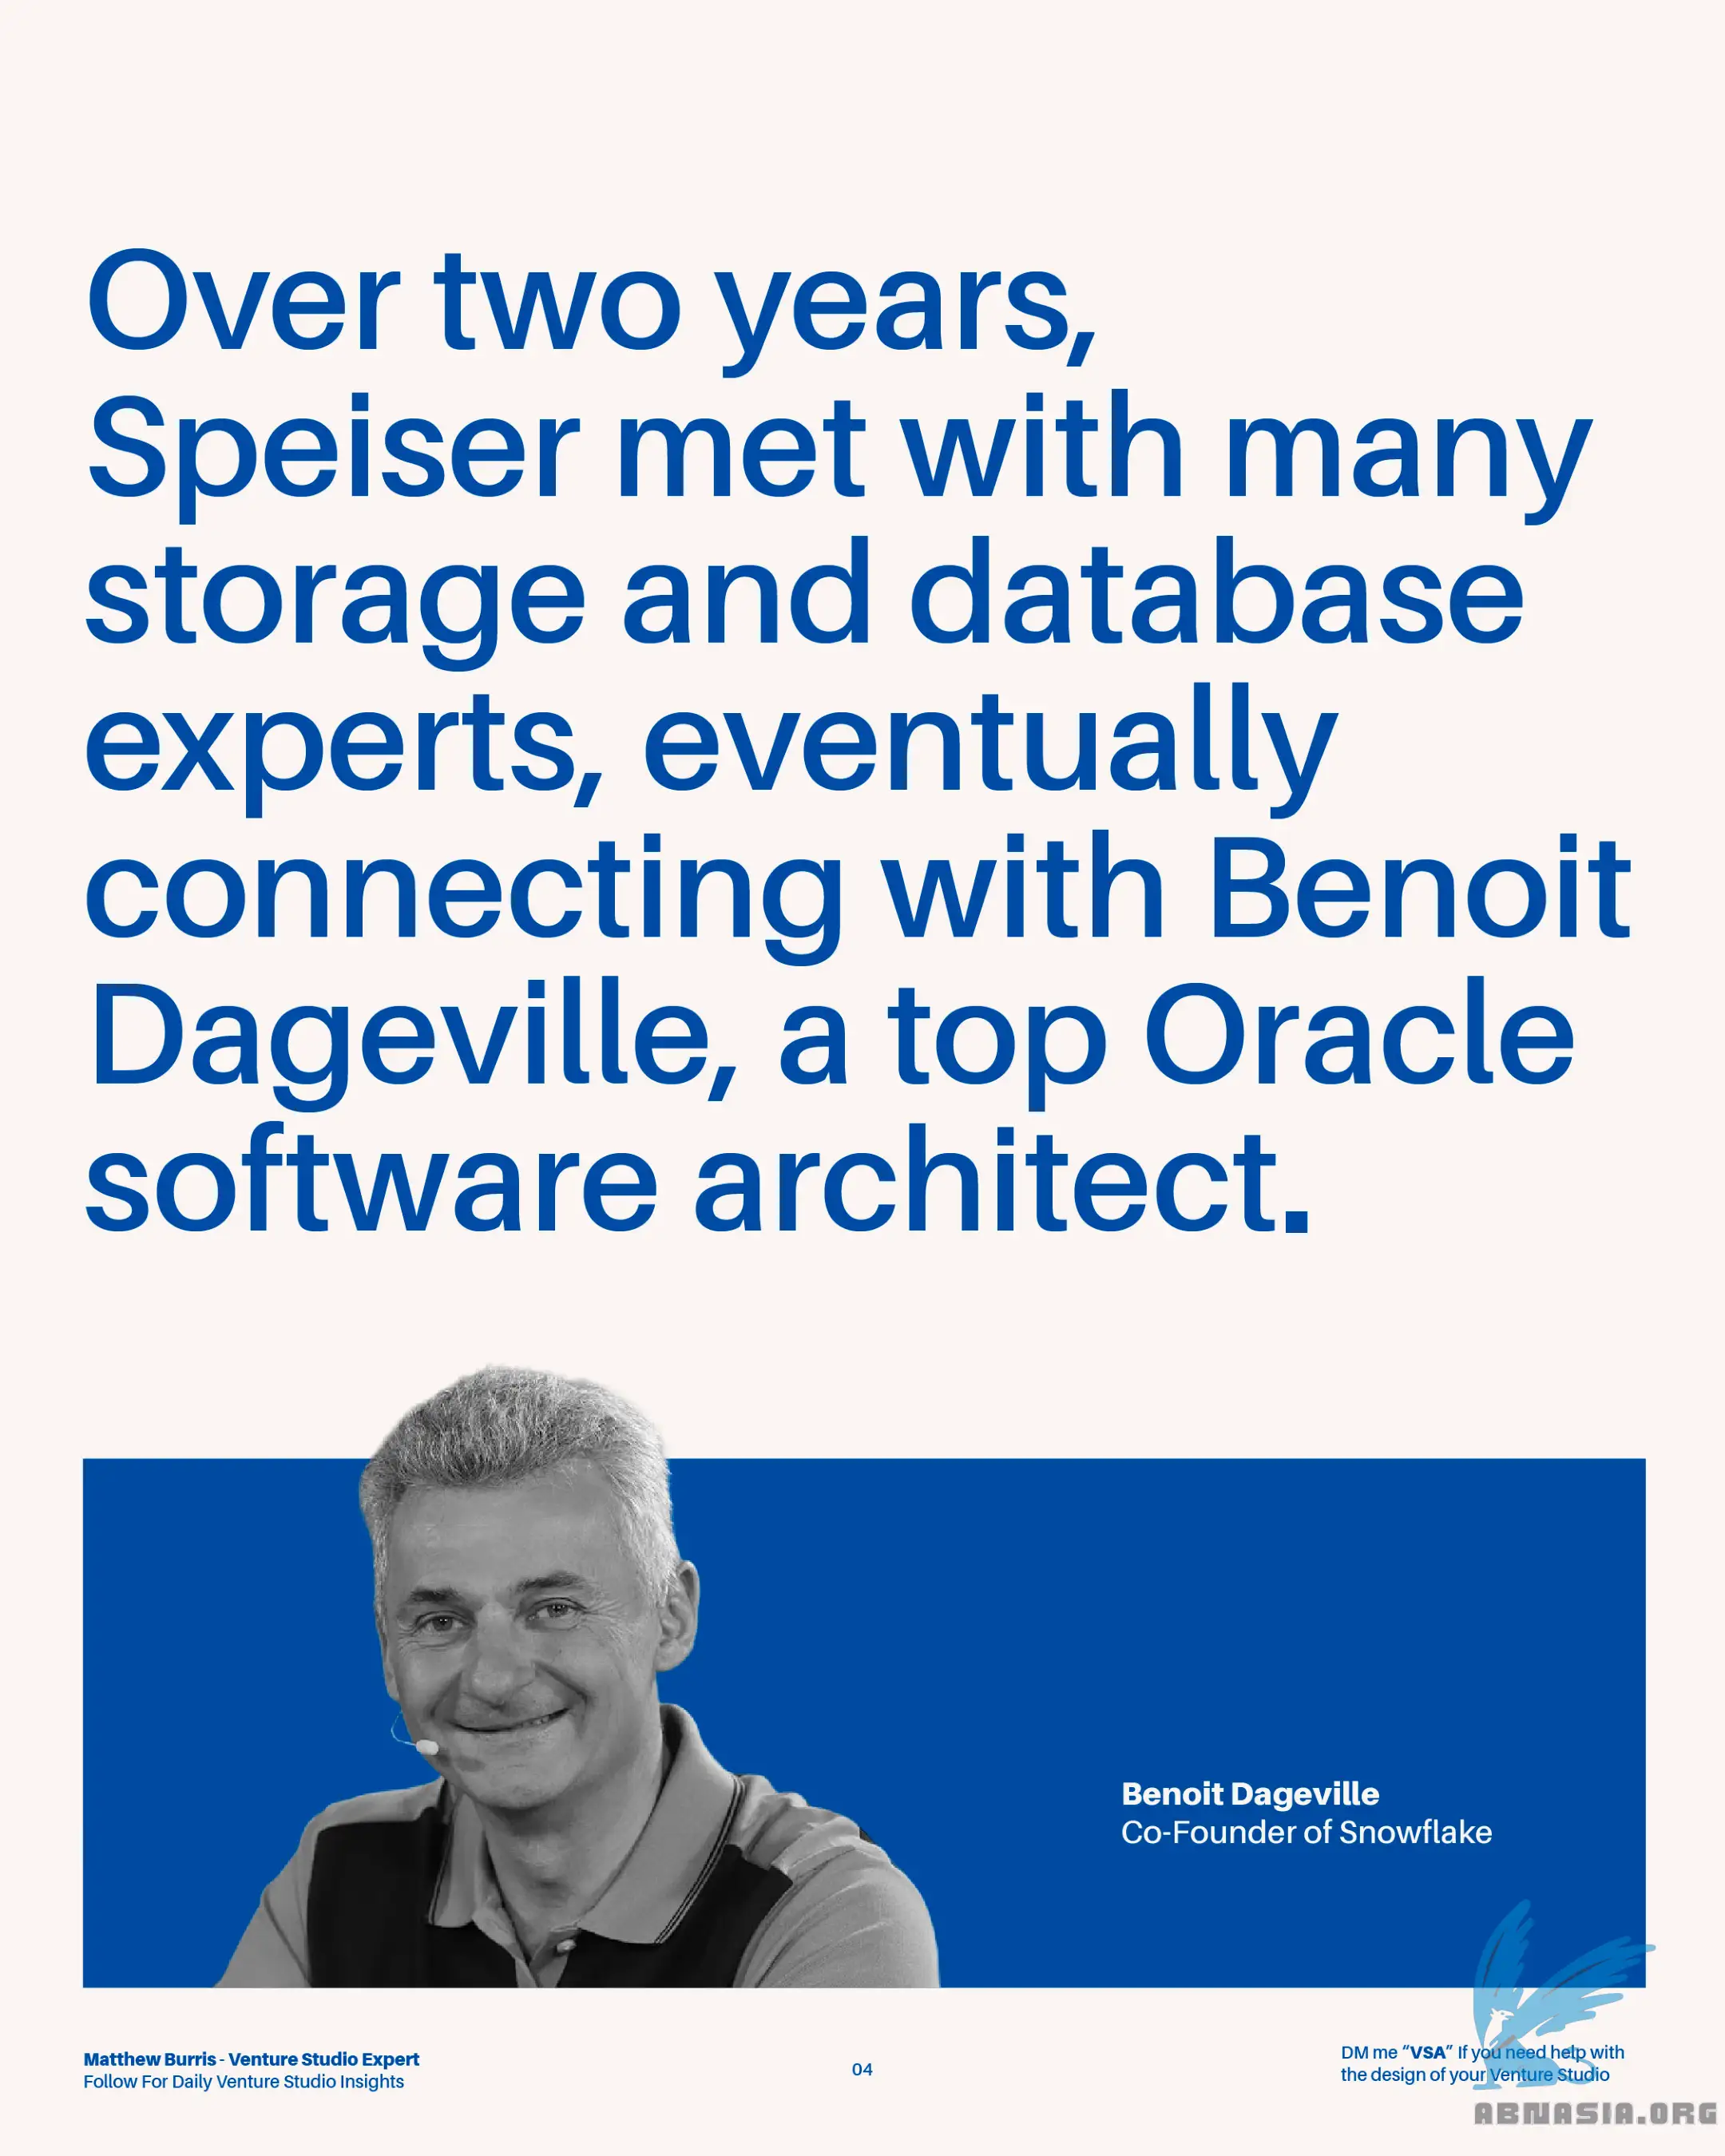 Over two years,
Speiser met with many
storage and database
experts, eventually
connecting with Benoit
Dageville, a top Oracle
software architect.
Benoit Dageville
Co-Founder of Snowflake
Matthew Burris - Venture Studio Expert
Follow For Daily Venture Studio Insights
04
DM me “VSA” If you need help with
the design of your Venture Studio
ABNASIA.ORG